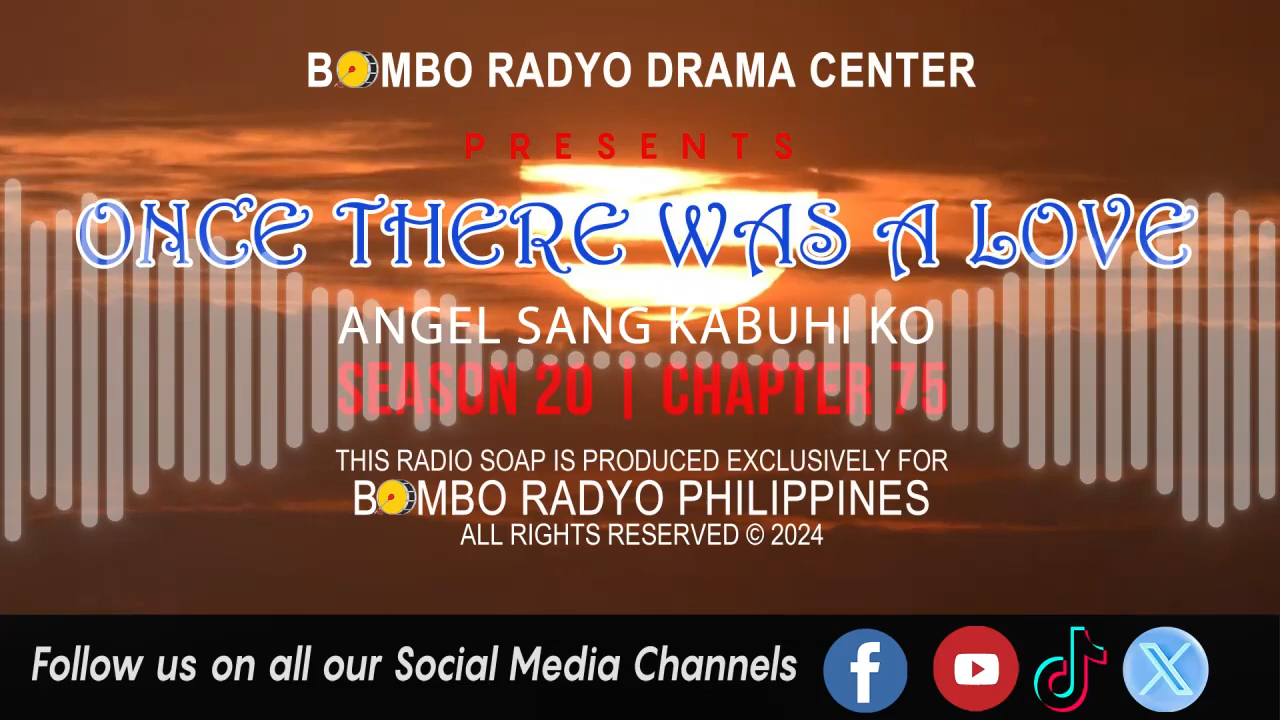 BOMBO RADYO DRAMA CENTER
PRESENTS
ONCE THERE WAS A LOVE
ANGEL SANG KABUHI KO
SEASON 20 | CHAPTER 75
THIS RADIO SOAP IS PRODUCED EXCLUSIVELY FOR
BOMBO RADYO PHILIPPINES
ALL RIGHTS RESERVED © 2024
Follow us on all our Social Media Channels